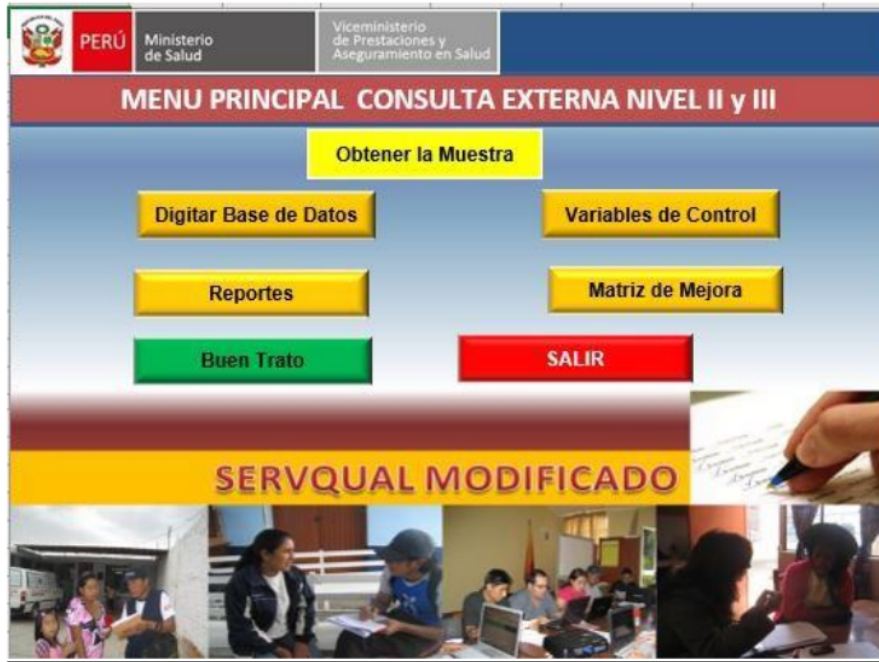 PERÚ
Ministerio
de Salud
Viceministerio
de Prestaciones y
Aseguramiento en Salud
MENU PRINCIPAL CONSULTA EXTERNA NIVEL II y III
Obtener la Muestra
Digitar Base de Datos
Variables de Control
Reportes
Matriz de Mejora
Buen Trato
SALIR
SERVQUAL MODIFICADO